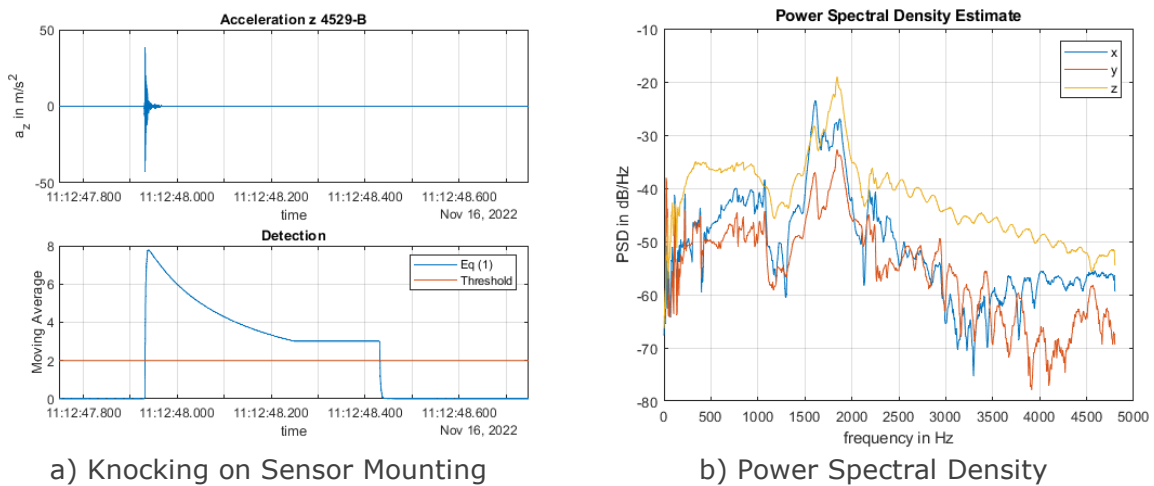 Acceleration z 4529-B
a_z in m/s^2
50
0
-50
11:12:47.800 11:12:48.000 11:12:48.200 11:12:48.400 11:12:48.600
time
Nov 16, 2022
Detection
Moving Average
8
6
4
2
0
Eq (1)
Threshold
11:12:47.800 11:12:48.000 11:12:48.200 11:12:48.400 11:12:48.600
time
Nov 16, 2022
a) Knocking on Sensor Mounting
Power Spectral Density Estimate
PSD in dB/Hz
-10
-20
-30
-40
-50
-60
-70
-80
x
y
z
0 500 1000 1500 2000 2500 3000 3500 4000 4500 5000
frequency in Hz
b) Power Spectral Density